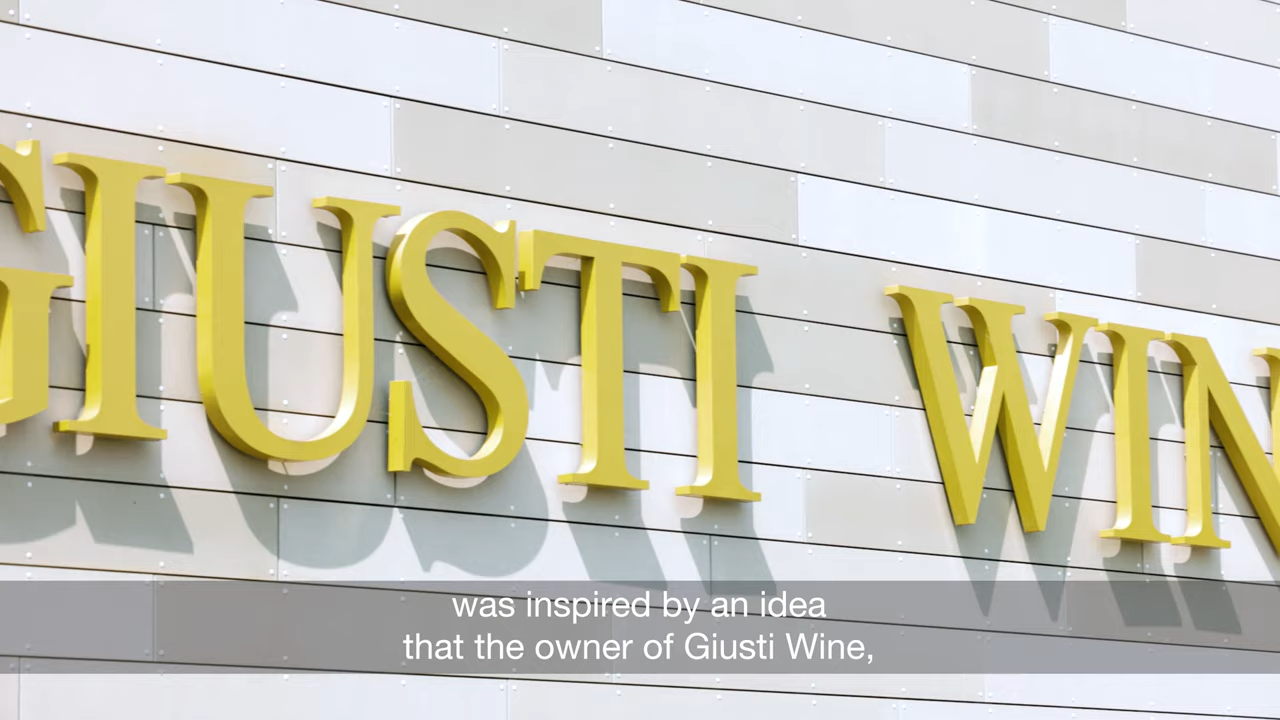 GIUSTI WIN
was inspired by an idea
that the owner of Giusti Wine,